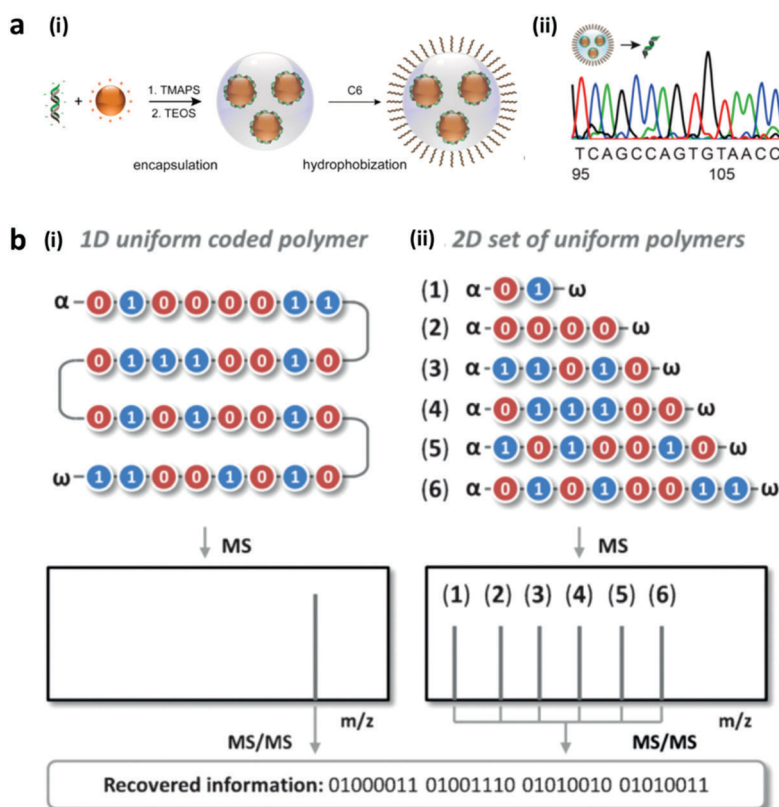 a (i)
+
1. TMAPS
2. TEOS
C6
encapsulation
hydrophobization
(ii)
TCAGCCAGTGTAACC
95 105
b (i) 1D uniform coded polymer
α 0 1 0 0 0 0 1 1
0 1 1 1 0 0 1 0
0 1 0 1 0 0 1 0
ω 1 1 0 0 1 0 1 0
MS
m/z
MS/MS
(ii) 2D set of uniform polymers
(1) α 0 1 ω
(2) α 0 0 0 0 ω
(3) α 1 1 0 1 0 ω
(4) α 0 1 1 1 0 0 ω
(5) α 1 0 1 0 0 1 0 ω
(6) α 0 1 0 1 0 0 1 1 ω
MS
(1) (2) (3) (4) (5) (6)
m/z
MS/MS
Recovered information: 01000011 01001110 01010010 01010011